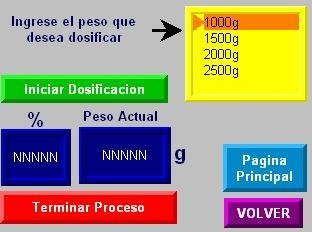 Ingrese el peso que
desea dosificar
1000g
1500g
2000g
2500g
Iniciar Dosificacion
%
Peso Actual
NNNNN
NNNNN
g
Pagina
Principal
Terminar Proceso
VOLVER